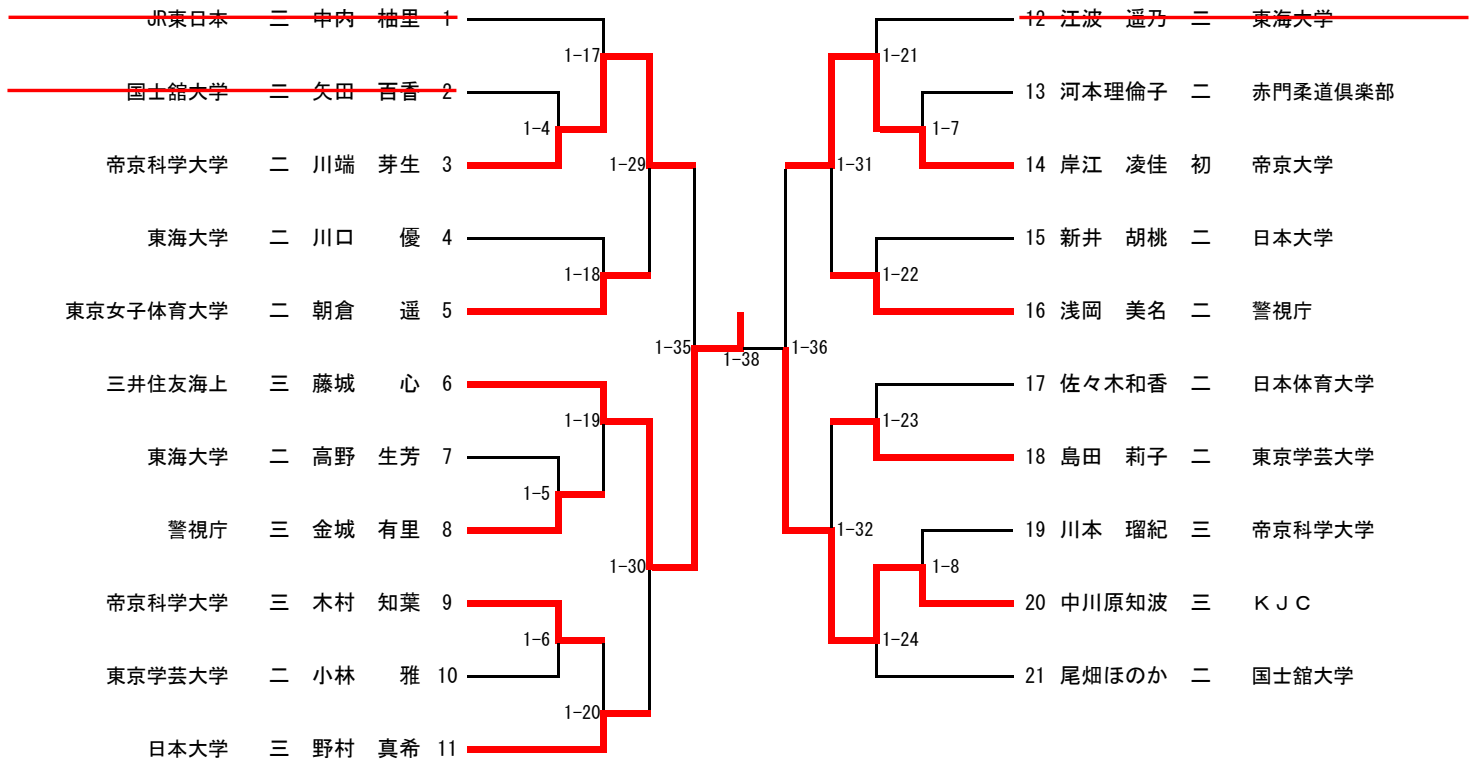 JR東日本 三 中内 柚里 1
国士舘大学 三 矢田 百香 2
帝京科学大学 二 川端 芽生 3
東海大学 二 川口 優 4
東京女子体育大学 二 朝倉 遥 5
三井住友海上 三 藤城 心 6
東海大学 二 高野 生芳 7
警視庁 三 金城 有里 8
帝京科学大学 三 木村 知葉 9
東京学芸大学 二 小林 雅 10
日本大学 三 野村 真希 11
1-17
1-4
1-29
1-18
1-35
1-19
1-5
1-30
1-6
1-20
1-38
1-21
1-7
1-31
1-22
1-36
1-23
1-32
1-8
1-24
12 江波 遥乃 三 東海大学
13 河本理倫子 二 赤門柔道倶楽部
14 岸江 凌佳 初 帝京大学
15 新井 胡桃 二 日本大学
16 浅岡 美名 二 警視庁
17 佐々木和香 二 日本体育大学
18 島田 莉子 二 東京学芸大学
19 川本 瑠紀 三 帝京科学大学
20 中川原知波 三 ＫＪＣ
21 尾畑ほのか 二 国士舘大学